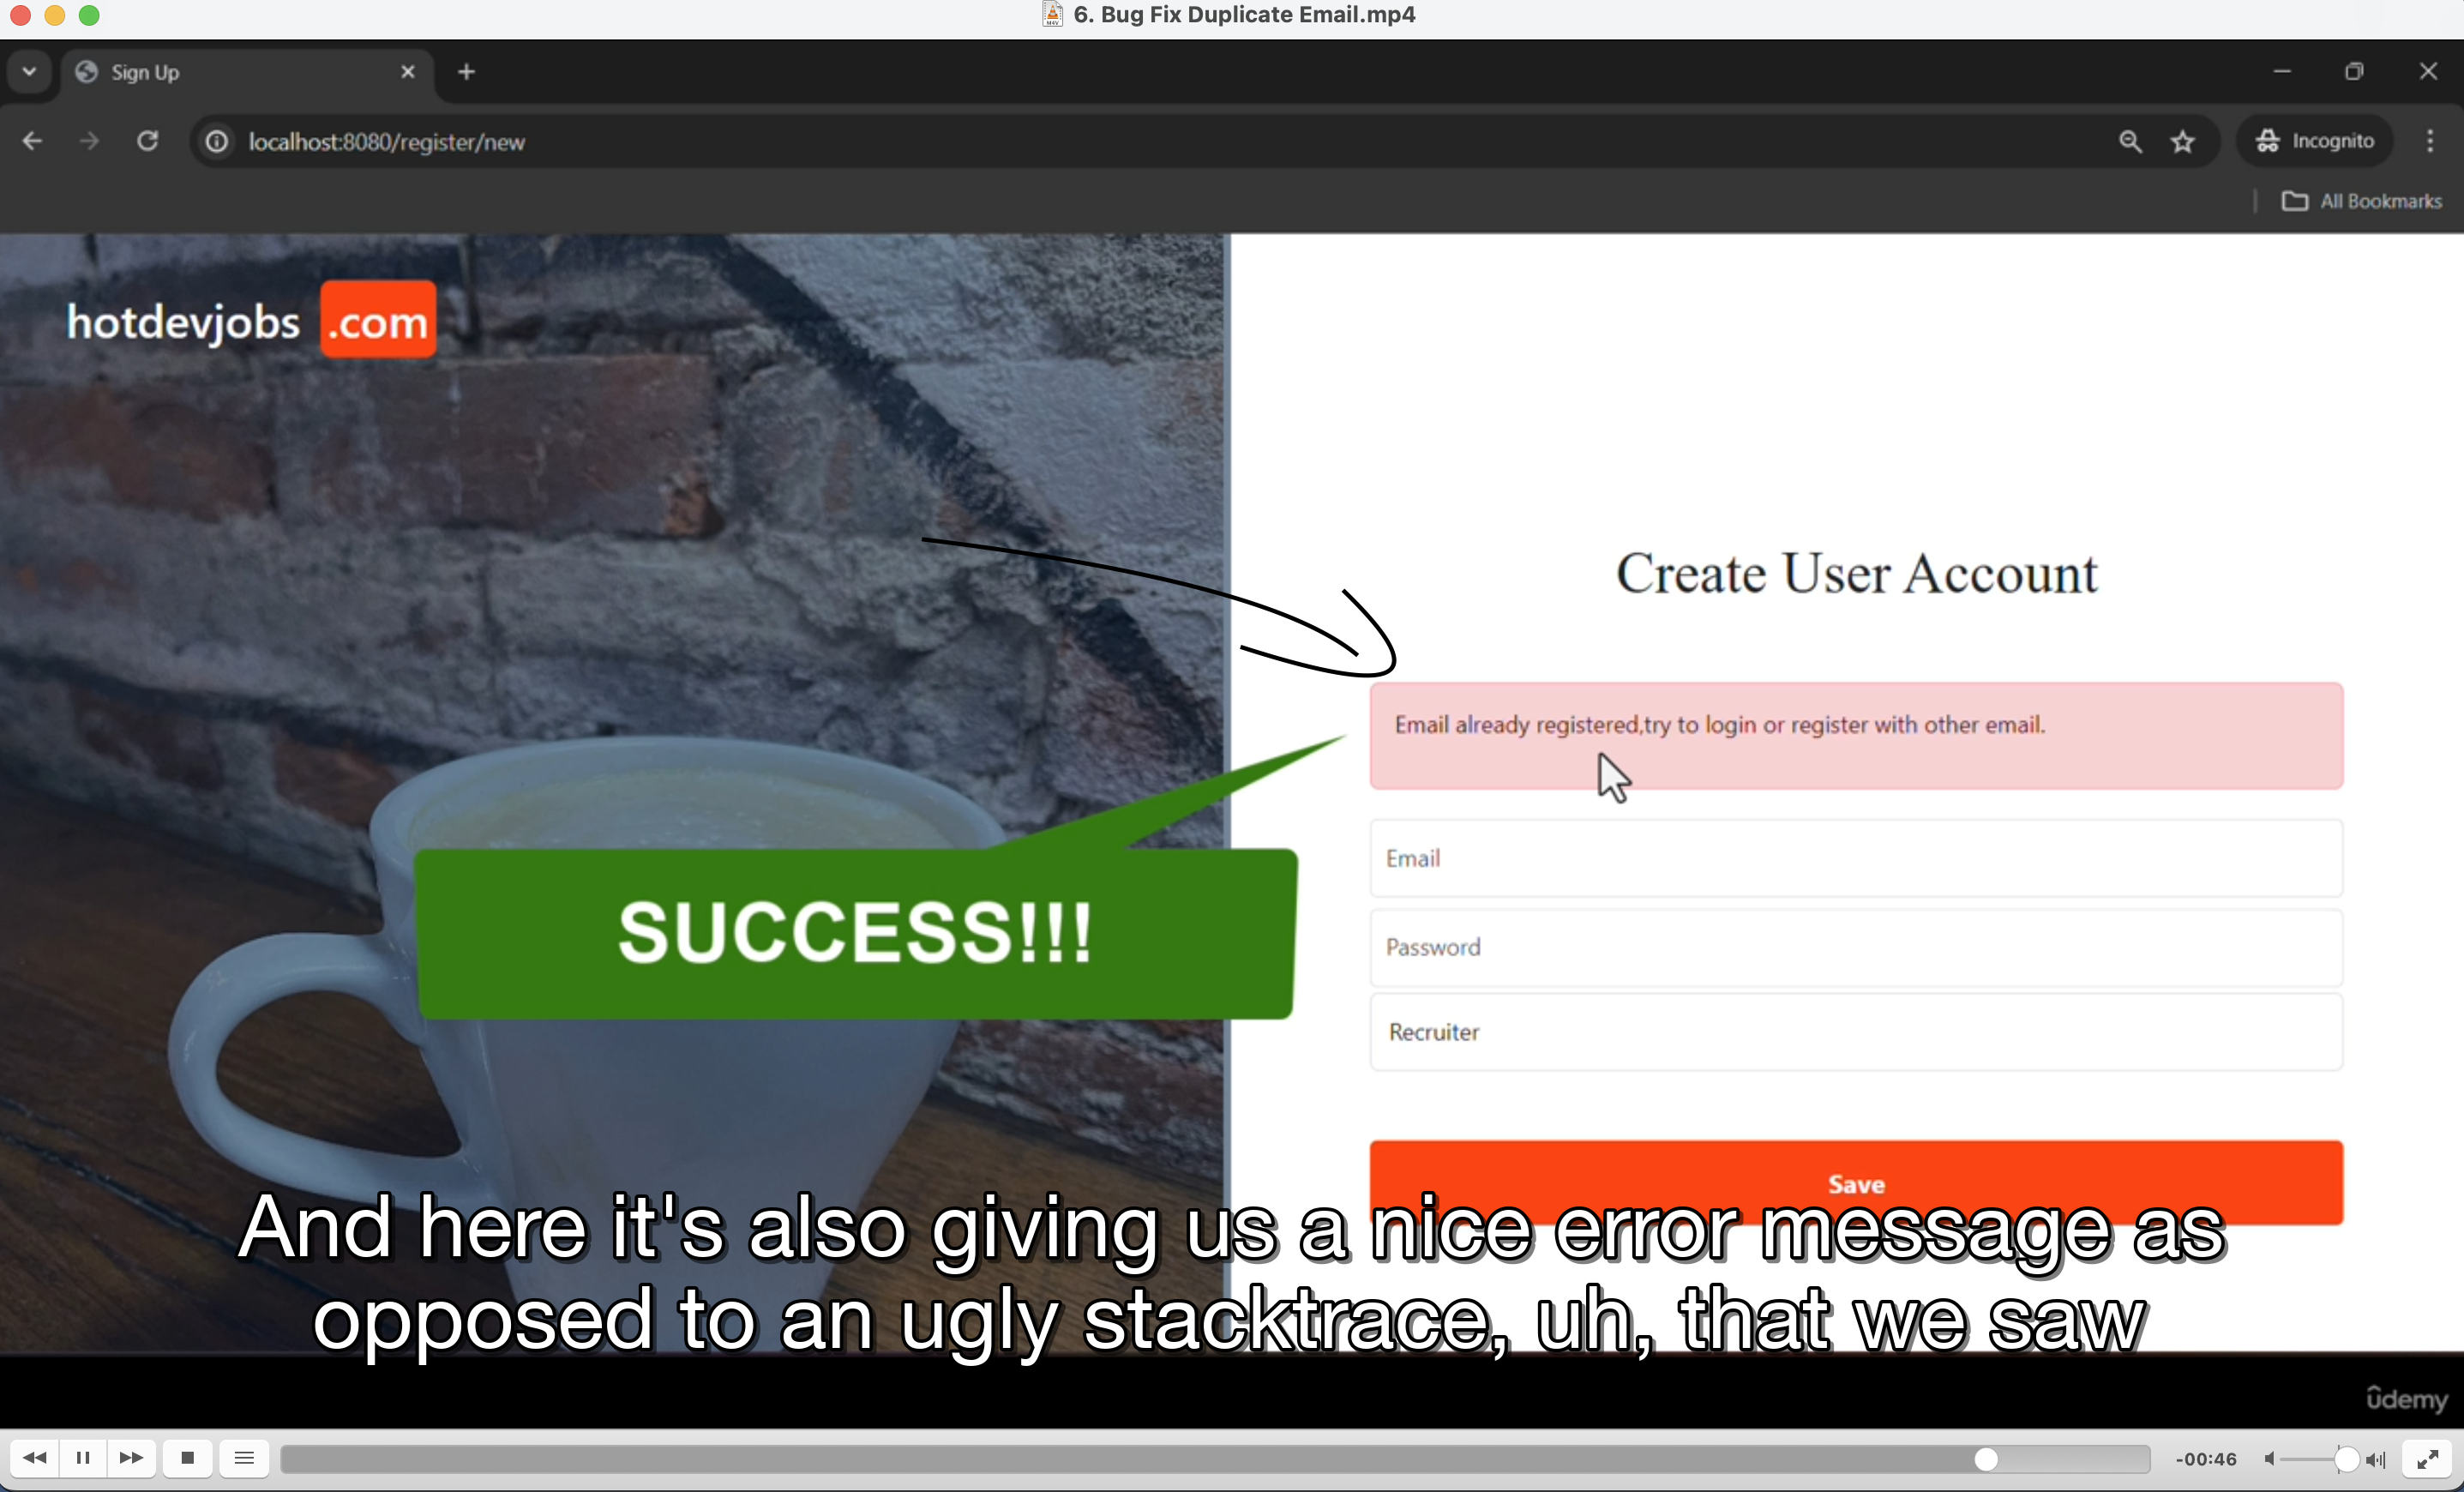 6. Bug Fix Duplicate Email.mp4
Sign Up
localhost:8080/register/new
Incognito
All Bookmarks
hotdevjobs .com
Create User Account
Email already registered,try to login or register with other email.
Email
SUCCESS!!!
Password
Recruiter
Save
And here it's also giving us a nice error message as
opposed to an ugly stacktrace, uh, that we saw
ûdemy
-00:46